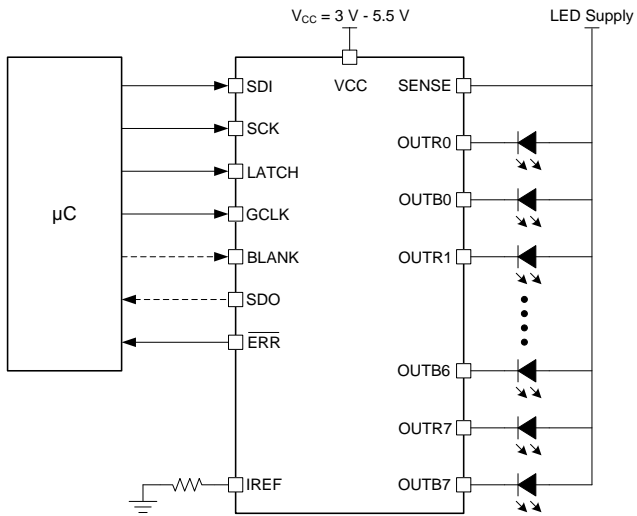 VCC = 3 V - 5.5 V
LED Supply
VCC
SENSE
SDI
SCK
LATCH
GCLK
BLANK
SDO
ERR
IREF
µC
OUTR0
OUTB0
OUTR1
OUTB6
OUTR7
OUTB7